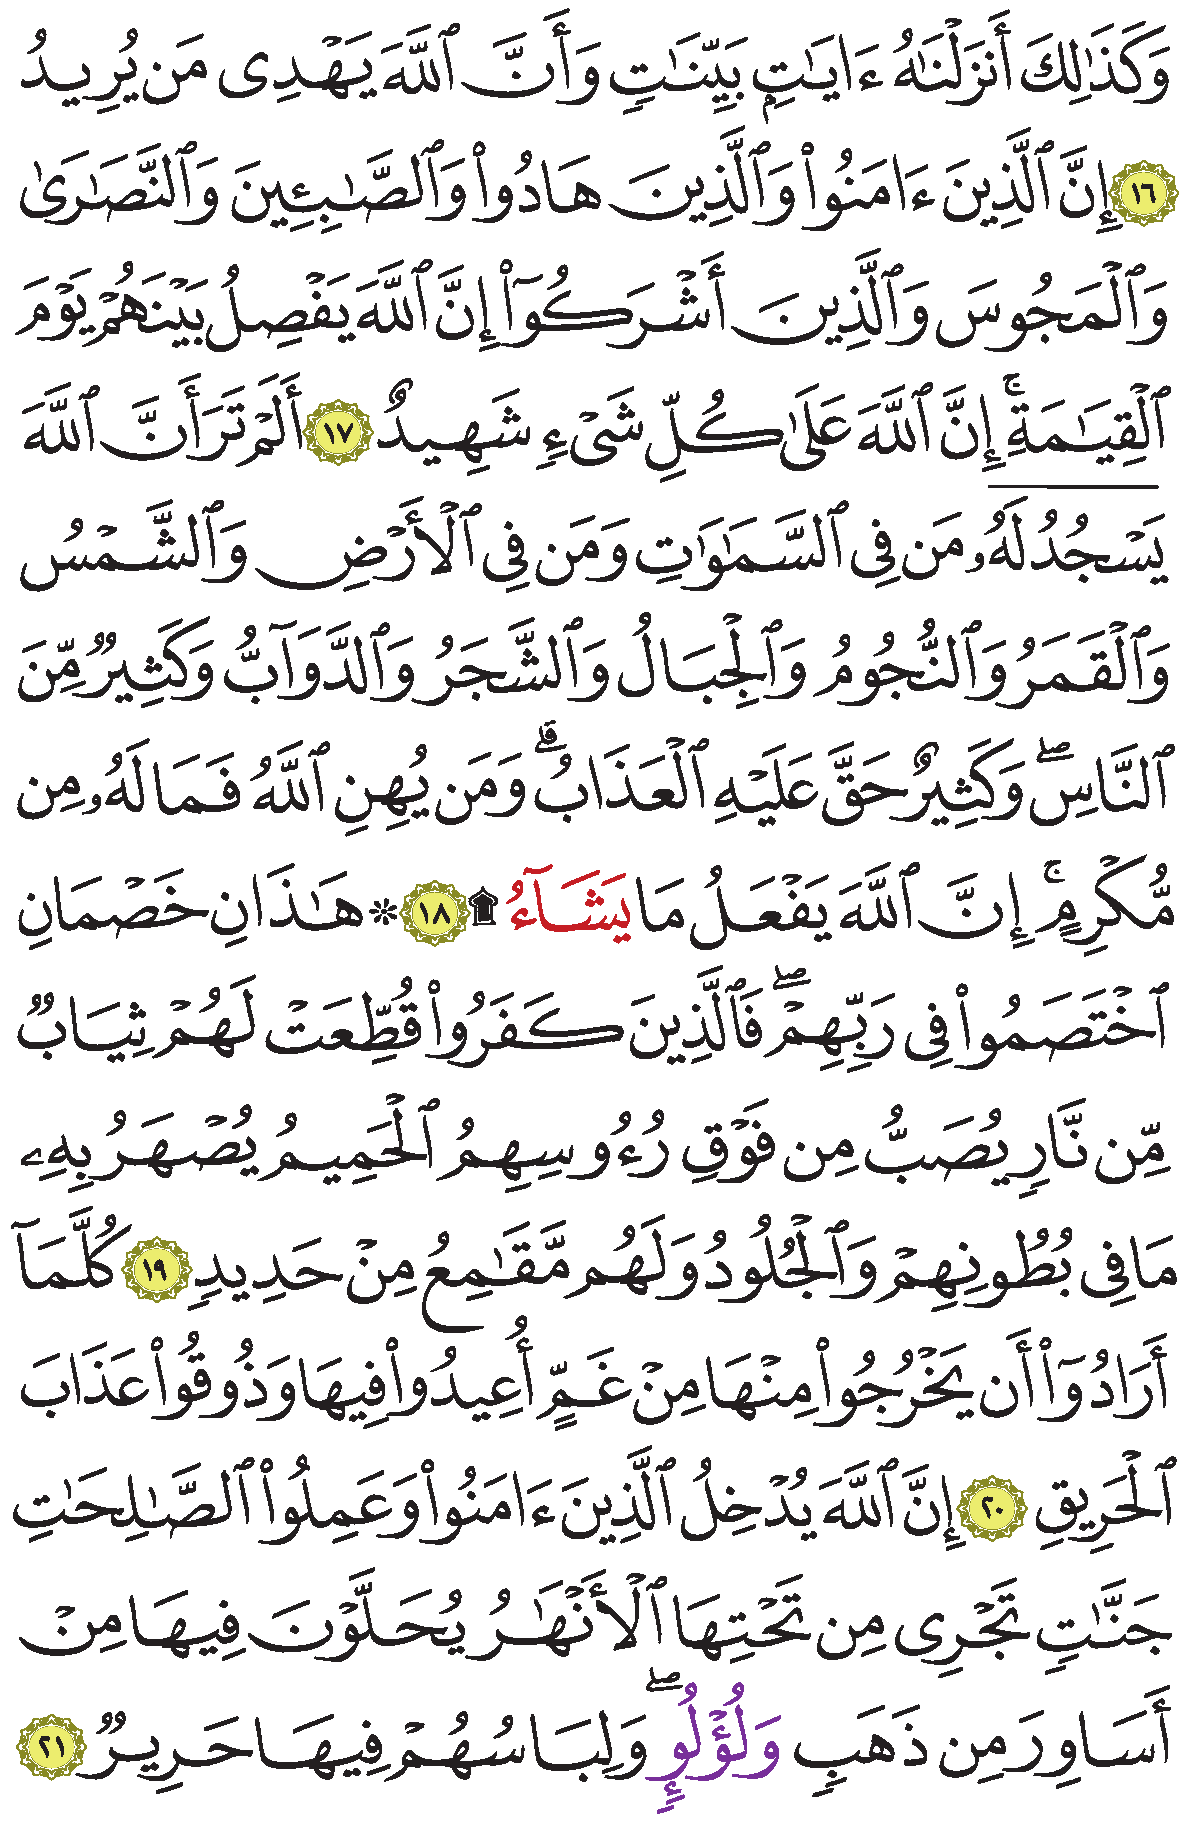 وَكَذَٰلِكَ أَنزَلْنَٰهُ ءَايَٰتِۭ بَيِّنَٰتٍ وَأَنَّ ٱللَّهَ يَهْدِى مَن يُرِيدُ
١٦ إِنَّ ٱلَّذِينَ ءَامَنُوا۟ وَٱلَّذِينَ هَادُوا۟ وَٱلصَّٰبِـِٔينَ وَٱلنَّصَٰرَىٰ
وَٱلْمَجُوسَ وَٱلَّذِينَ أَشْرَكُوٓا۟ إِنَّ ٱللَّهَ يَفْصِلُ بَيْنَهُمْ يَوْمَ
ٱلْقِيَٰمَةِ ۚ إِنَّ ٱللَّهَ عَلَىٰ كُلِّ شَىْءٍ شَهِيدٌ ١٧ أَلَمْ تَرَ أَنَّ ٱللَّهَ
يَسْجُدُ لَهُۥ مَن فِى ٱلسَّمَٰوَٰتِ وَمَن فِى ٱلْأَرْضِ وَٱلشَّمْسُ
وَٱلْقَمَرُ وَٱلنُّجُومُ وَٱلْجِبَالُ وَٱلشَّجَرُ وَٱلدَّوَآبُّ وَكَثِيرٌ مِّنَ
ٱلنَّاسِ ۖ وَكَثِيرٌ حَقَّ عَلَيْهِ ٱلْعَذَابُ ۗ وَمَن يُهِنِ ٱللَّهُ فَمَا لَهُۥ مِن
مُّكْرِمٍ ۚ إِنَّ ٱللَّهَ يَفْعَلُ مَا يَشَآءُ ۩ ١٨ ۞ هَٰذَانِ خَصْمَانِ
ٱخْتَصَمُوا۟ فِى رَبِّهِمْ ۖ فَٱلَّذِينَ كَفَرُوا۟ قُطِّعَتْ لَهُمْ ثِيَابٌ
مِّن نَّارٍ يُصَبُّ مِن فَوْقِ رُءُوسِهِمُ ٱلْحَمِيمُ يُصْهَرُ بِهِۦ
مَا فِى بُطُونِهِمْ وَٱلْجُلُودُ وَلَهُم مَّقَٰمِعُ مِنْ حَدِيدٍ ١٩ كُلَّمَآ
أَرَادُوٓا۟ أَن يَخْرُجُوا۟ مِنْهَا مِنْ غَمٍّ أُعِيدُوا۟ فِيهَا وَذُوقُوا۟ عَذَابَ
ٱلْحَرِيقِ ٢٠ إِنَّ ٱللَّهَ يُدْخِلُ ٱلَّذِينَ ءَامَنُوا۟ وَعَمِلُوا۟ ٱلصَّٰلِحَٰتِ
جَنَّٰتٍ تَجْرِى مِن تَحْتِهَا ٱلْأَنْهَٰرُ يُحَلَّوْنَ فِيهَا مِنْ
أَسَاوِرَ مِن ذَهَبٍ وَلُؤْلُوٍٕ ۖ وَلِبَاسُهُمْ فِيهَا حَرِيرٌ ٢١